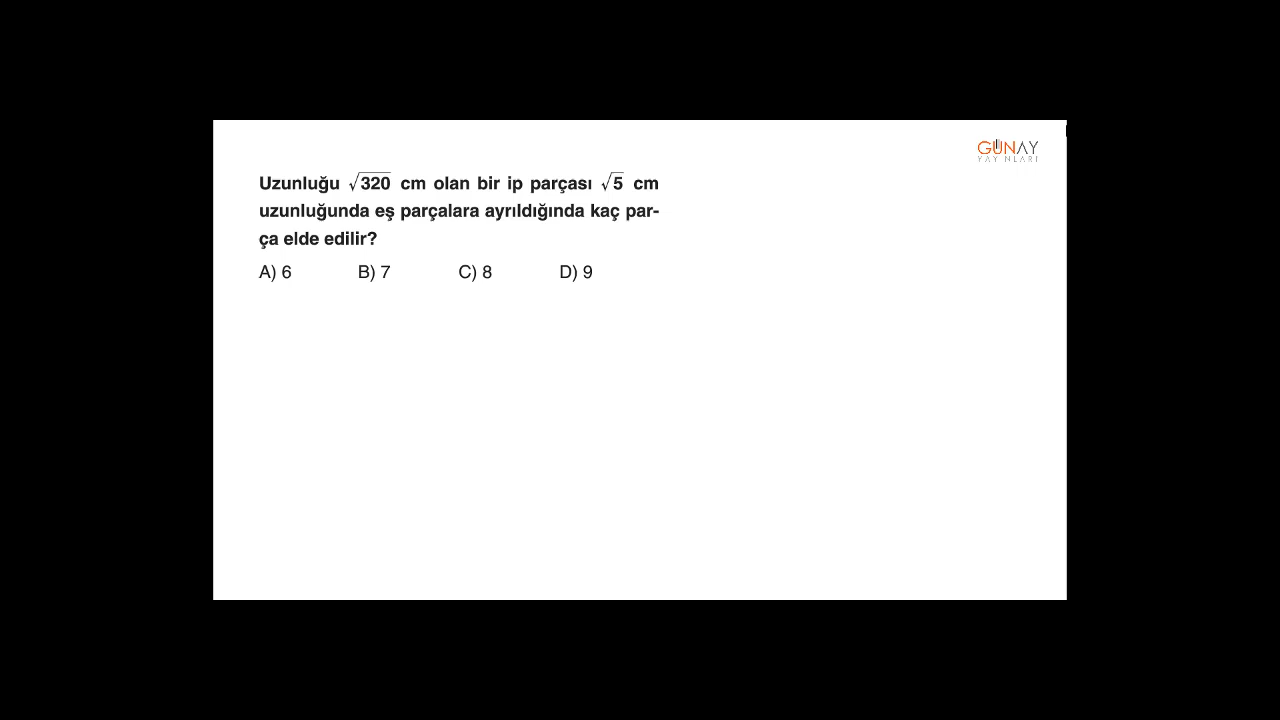 GÜNAY
YAYINLARI
Uzunluğu √320 cm olan bir ip parçası √5 cm
uzunluğunda eş parçalara ayrıldığında kaç par-
ça elde edilir?
A) 6 B) 7 C) 8 D) 9